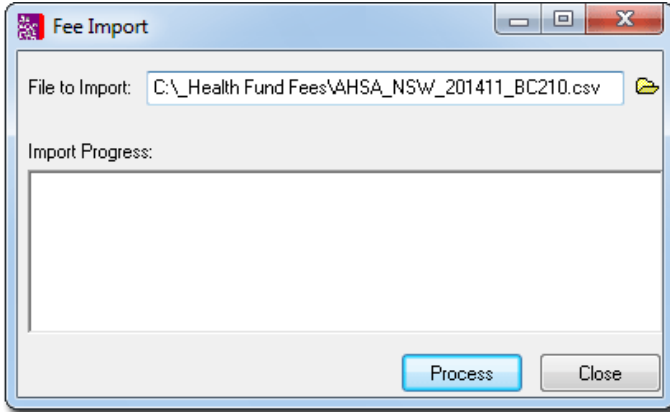 Fee Import
File to Import: C:\_Health Fund Fees\AHSA_NSW_201411_BC210.csv
Import Progress:
Process Close